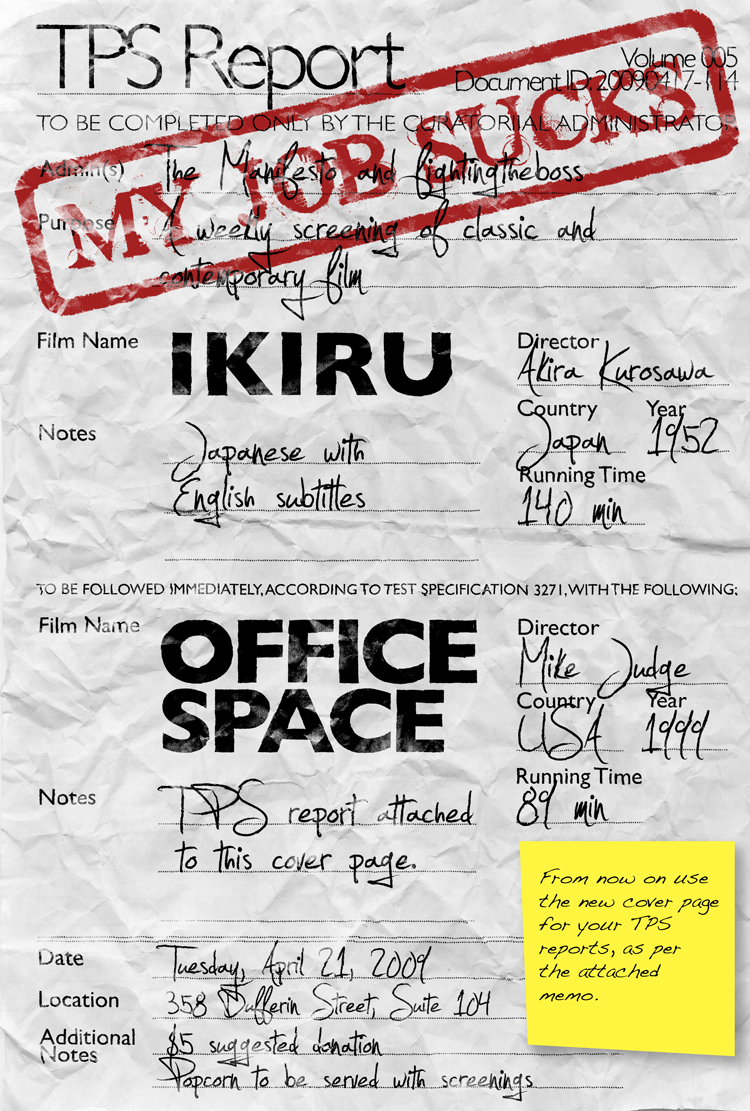 TPS Report
Volume 005
Document ID: 20090417-114
TO BE COMPLETED ONLY BY THE CURATORIAL ADMINISTRATOR
MY JOB SUCKS
Admin(s) The Manifesto and fightingtheboss
Purpose A weekly screening of classic and
contemporary film
Film Name IKIRU
Director
Akira Kurosawa
Country Year
Japan 1952
Running Time
140 min
Notes Japanese with
English subtitles
TO BE FOLLOWED IMMEDIATELY, ACCORDING TO TEST SPECIFICATION 3271, WITH THE FOLLOWING:
Film Name OFFICE
SPACE
Director
Mike Judge
Country Year
USA 1999
Running Time
89 min
Notes TPS report attached
to this cover page.
From now on use
the new cover page
for your TPS
reports, as per
the attached
memo.
Date Tuesday, April 21, 2009
Location 358 Dufferin Street, Suite 104
Additional
Notes
$5 suggested donation
Popcorn to be served with screenings